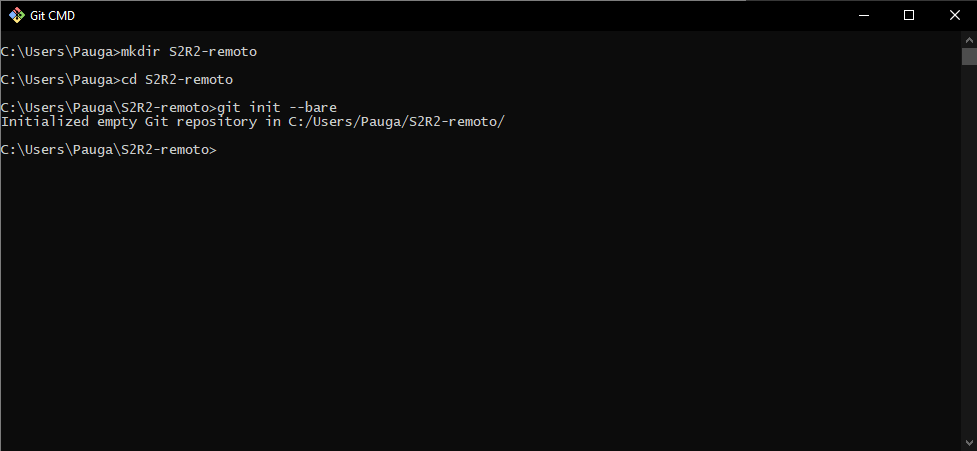 Git CMD
C:\Users\Pauga>mkdir S2R2-remoto
C:\Users\Pauga>cd S2R2-remoto
C:\Users\Pauga\S2R2-remoto>git init --bare
Initialized empty Git repository in C:/Users/Pauga/S2R2-remoto/
C:\Users\Pauga\S2R2-remoto>